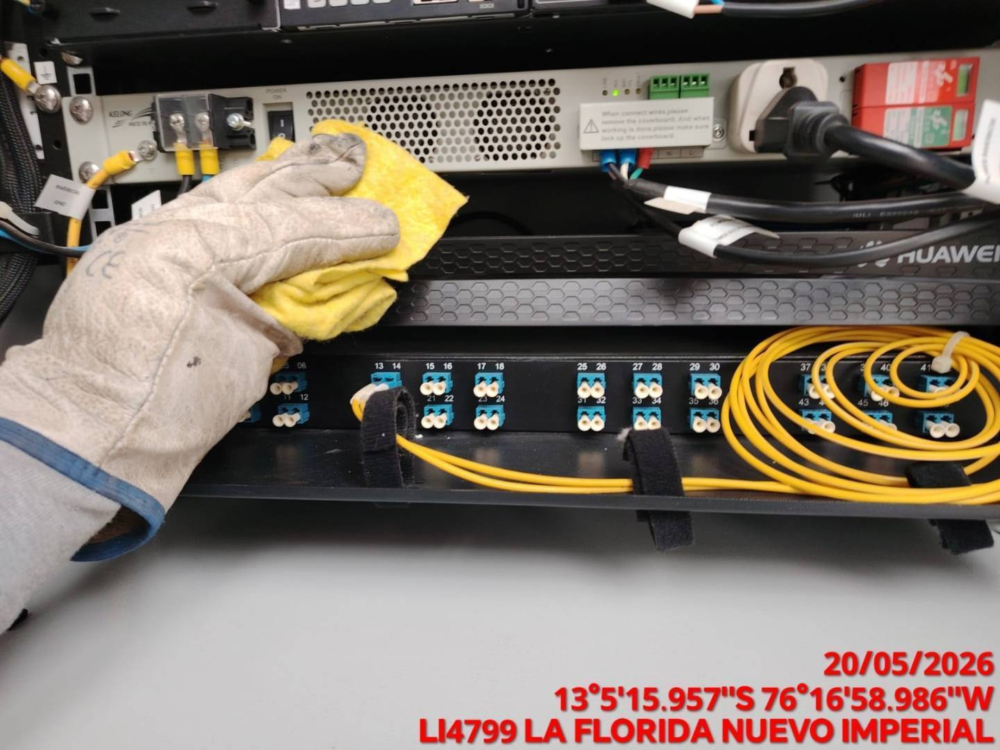 POWER
ON
KELONG
When connect wires,please
remove the coverboard. And when
working is done,please make sure
lock up the coverboard.
N L
HUAWEI
CE
06 13 14 15 16 17 18 25 26 27 28 29 30 37 40 41
11 12 21 22 23 24 31 32 33 34 35 36 43 45 46
20/05/2026
13°5'15.957"S 76°16'58.986"W
LI4799 LA FLORIDA NUEVO IMPERIAL